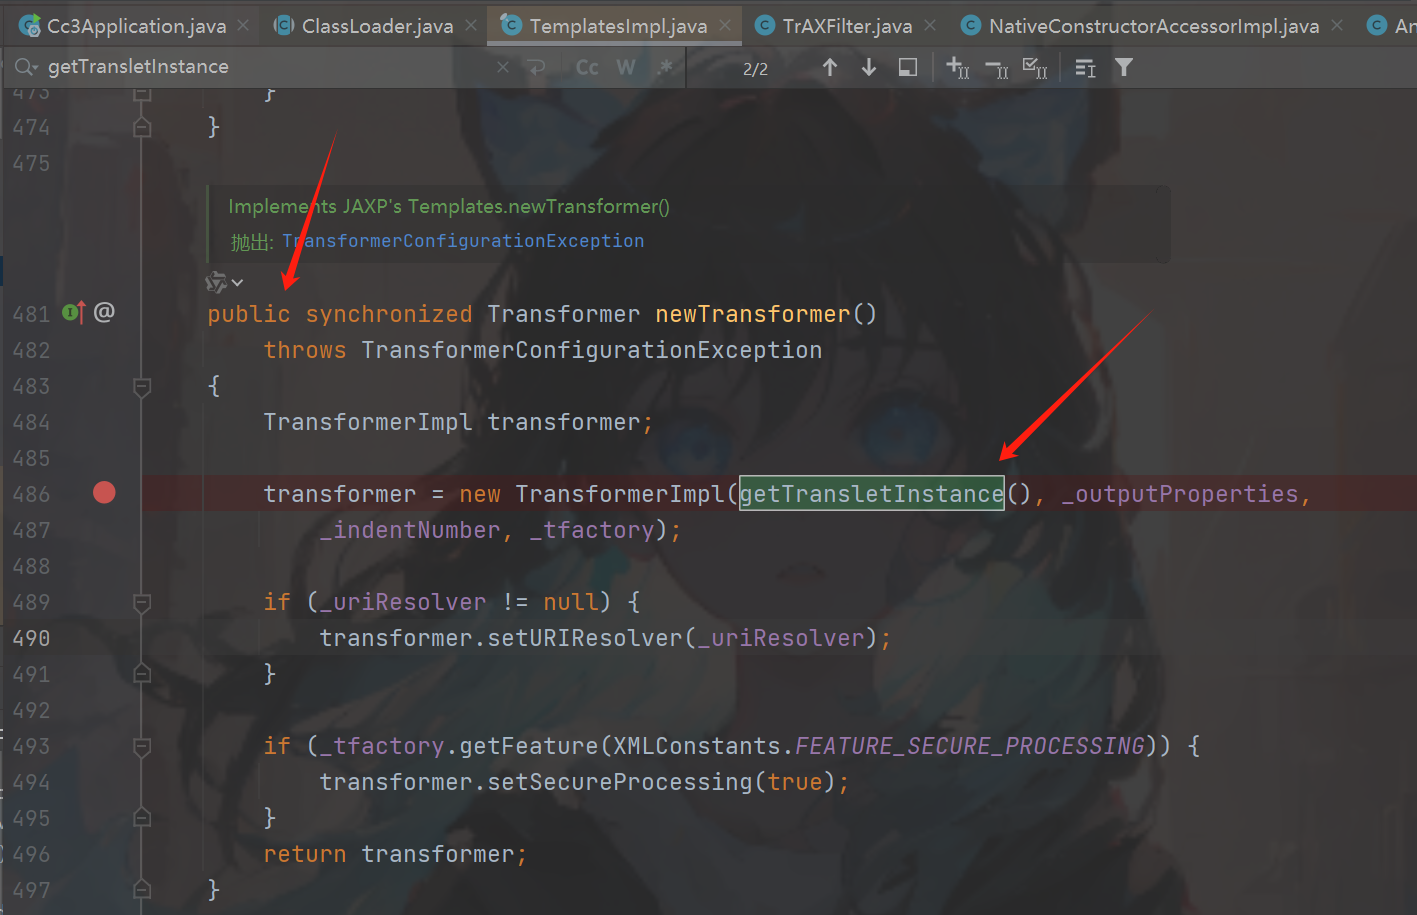 Cc3Application.java ClassLoader.java TemplatesImpl.java TrAXFilter.java NativeConstructorAccessorImpl.java An
getTransletInstance Cc W .* 2/2
473 }
474 }
475
Implements JAXP's Templates.newTransformer()
抛出: TransformerConfigurationException
481 @ public synchronized Transformer newTransformer()
482 throws TransformerConfigurationException
483 {
484 TransformerImpl transformer;
485
486 transformer = new TransformerImpl(getTransletInstance(), _outputProperties,
487 _indentNumber, _tfactory);
488
489 if (_uriResolver != null) {
490 transformer.setURIResolver(_uriResolver);
491 }
492
493 if (_tfactory.getFeature(XMLConstants.FEATURE_SECURE_PROCESSING)) {
494 transformer.setSecureProcessing(true);
495 }
496 return transformer;
497 }